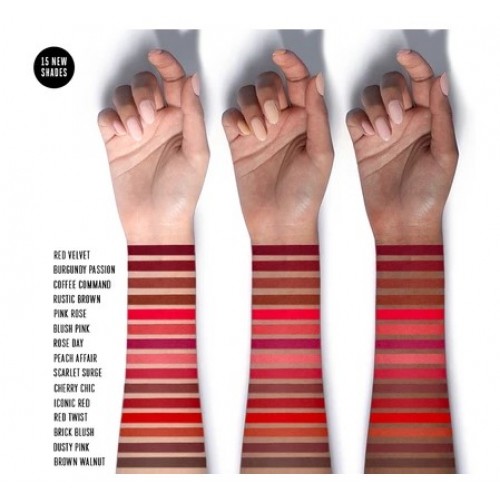 15 NEW
SHADES
RED VELVET
BURGUNDY PASSION
COFFEE COMMAND
RUSTIC BROWN
PINK ROSE
BLUSH PINK
ROSE DAY
PEACH AFFAIR
SCARLET SURGE
CHERRY CHIC
ICONIC RED
RED TWIST
BRICK BLUSH
DUSTY PINK
BROWN WALNUT